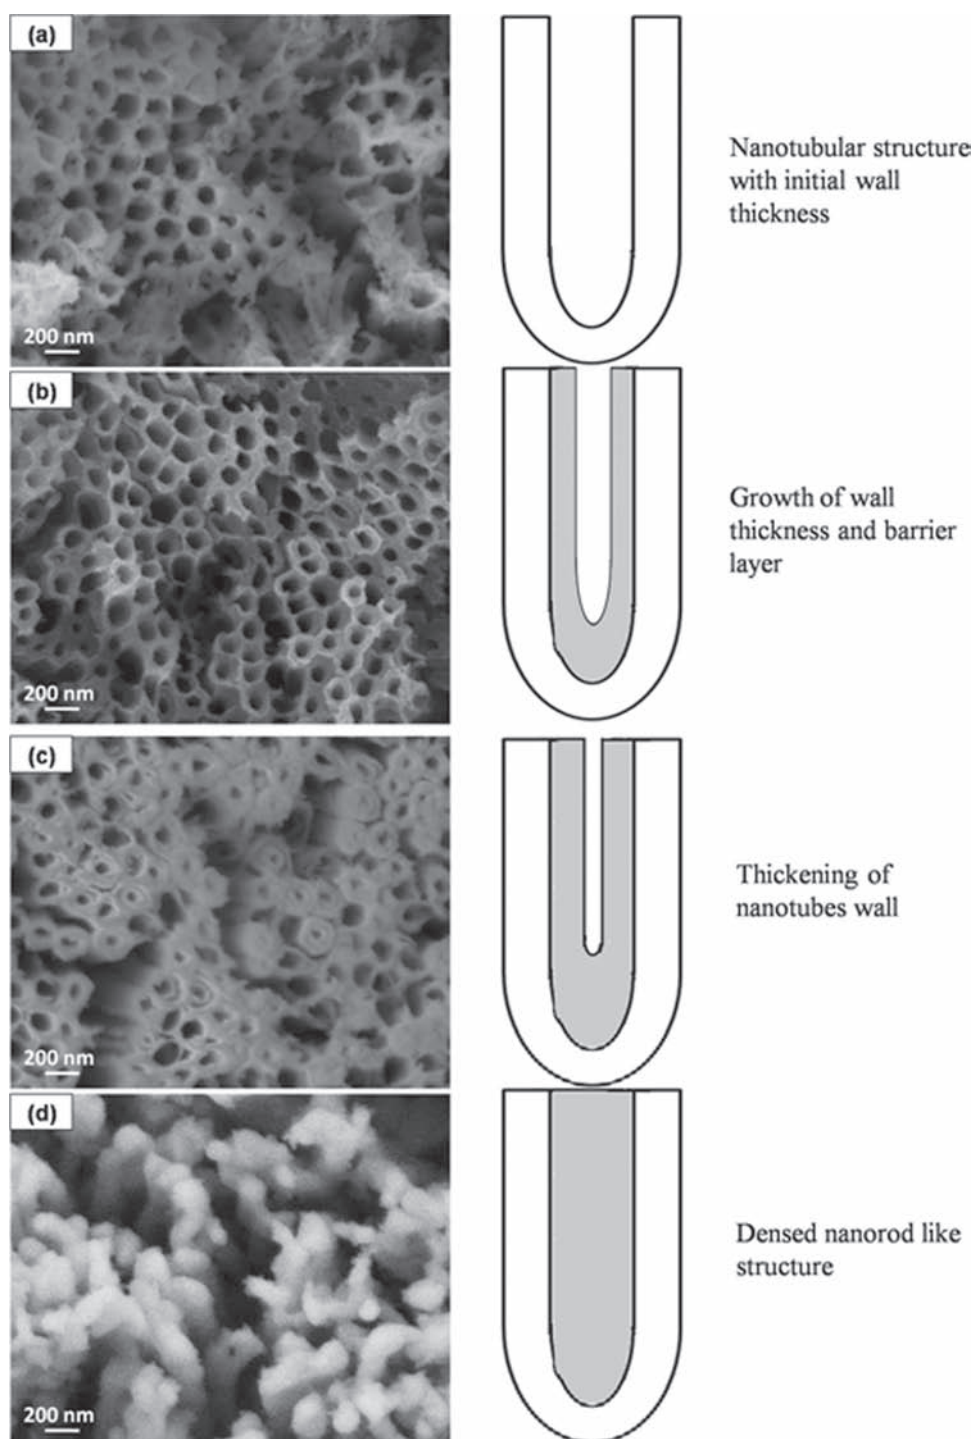 (a)
200 nm
Nanotubular structure
with initial wall
thickness
(b)
200 nm
Growth of wall
thickness and barrier
layer
(c)
200 nm
Thickening of
nanotubes wall
(d)
200 nm
Densed nanorod like
structure